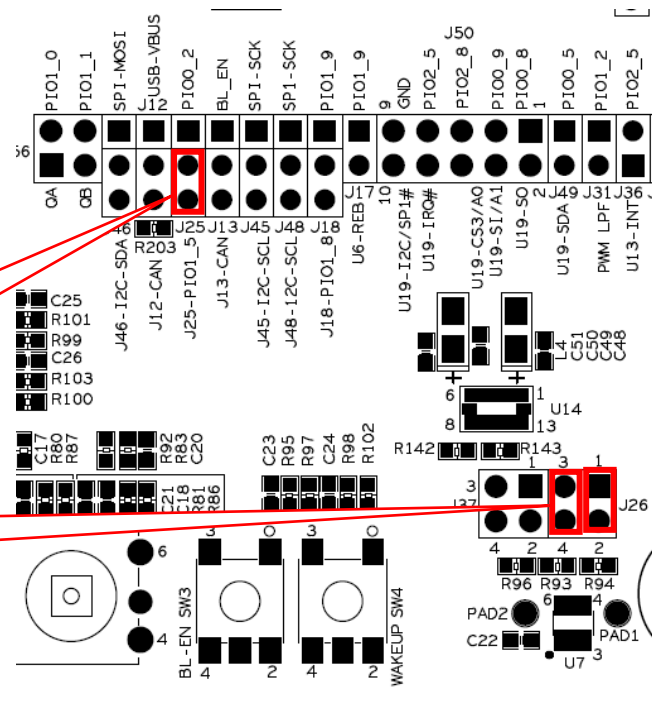 J50
PIO1_0
PIO1_1
SPI-MOSI
J12
USB-VBUS
PIO0_2
BL_EN
SPI-SCK
SP1-SCK
PIO1_9
PIO1_9
9
GND
PIO2_5
PIO2_8
PIO0_9
PIO0_8
1
PIO0_5
PIO1_2
PIO2_5
56
QA
QB
46
J25
J13
J45
J48
J18
J17
10
2
J49
J31
J36
R203
J46-I2C-SDA
J12-CAN
J25-PIO1_5
J13-CAN
J45-I2C-SCL
J48-I2C-SCL
J18-PIO1_8
U6-REB
U19-I2C/SP1#
U19-IRQ#
U19-CS3/A0
U19-SI/A1
U19-SO
U19-SDA
PWM LPF
U13-INT
C25
R101
R99
C26
R103
R100
L4
C51
C50
C49
C48
+
+
6
1
U14
8
13
C17
R80
R87
R92
R83
C20
C23
R95
R97
C24
R98
R102
R142
R143
3
1
3
1
J37
J26
4
2
4
2
C21
C18
R81
R86
6
4
3
O
BL-EN SW3
4
2
3
O
WAKEUP SW4
4
2
R96
R93
R94
6
4
PAD2
PAD1
C22
U7
3